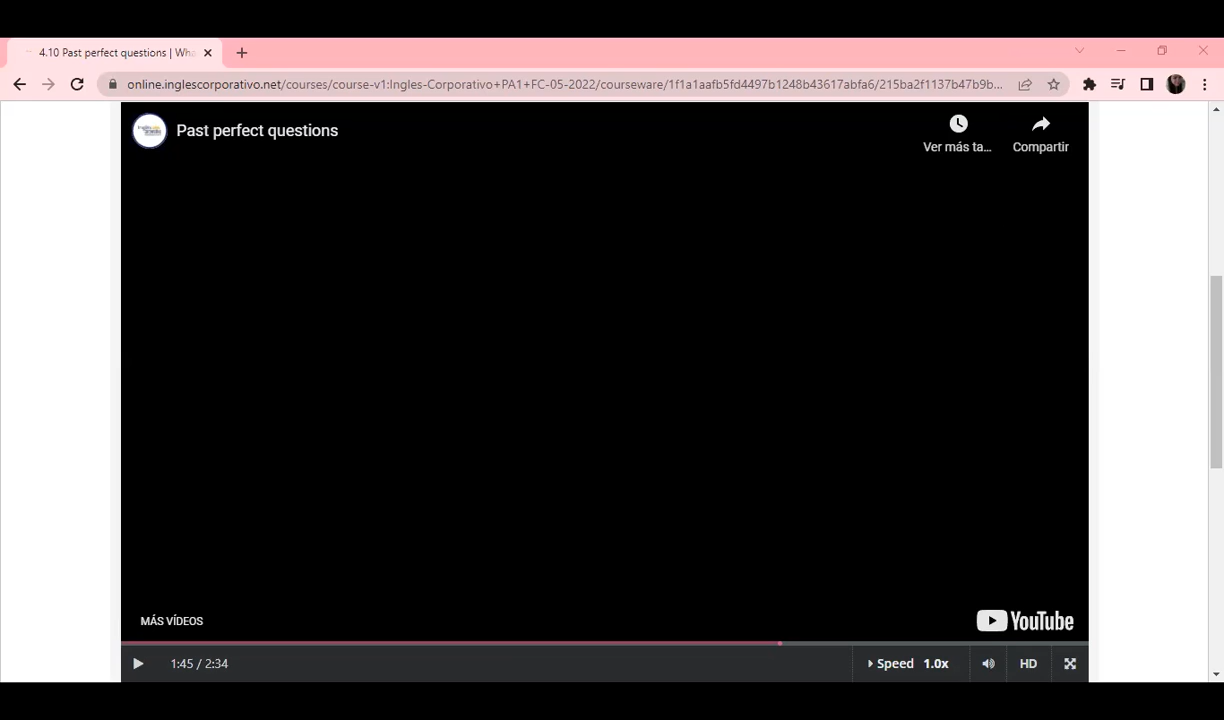 4.10 Past perfect questions | Wha
online.inglescorporativo.net/courses/course-v1:Ingles-Corporativo+PA1+FC-05-2022/courseware/1f1a1aafb5fd4497b1248b43617abfa6/215ba2f1137b47b9b...
Past perfect questions
Ver más ta...
Compartir
MÁS VÍDEOS
YouTube
1:45 / 2:34
Speed 1.0x
HD